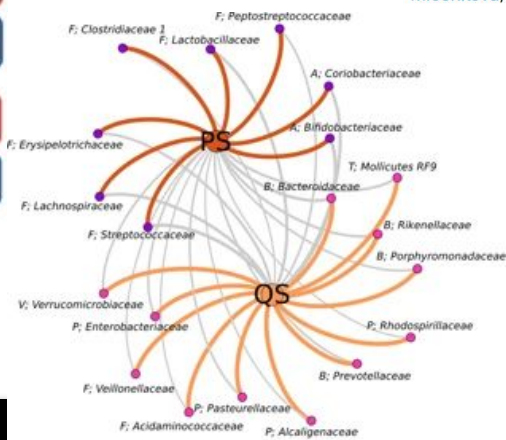 F; Peptostreptococcaceae
F; Clostridiaceae 1
F; Lactobacillaceae
A; Coriobacteriaceae
A; Bifidobacteriaceae
PS
F; Erysipelotrichaceae
T; Mollicutes RF9
B; Bacteroidaceae
F; Lachnospiraceae
B; Rikenellaceae
F; Streptococcaceae
B; Porphyromonadaceae
QS
V; Verrucomicrobiaceae
P; Enterobacteriaceae
P; Rhodospirillaceae
B; Prevotellaceae
F; Veillonellaceae
P; Pasteurellaceae
F; Acidaminococcaceae
P; Alcaligenaceae